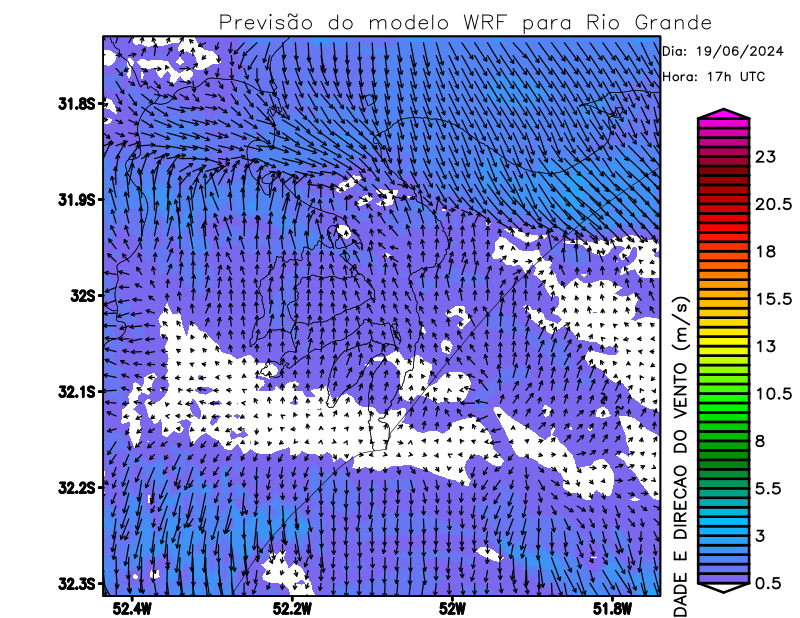 Previsão do modelo WRF para Rio Grande
Dia: 19/06/2024
Hora: 17h UTC
31.8S
31.9S
32S
32.1S
32.2S
32.3S
52.4W
52.2W
52W
51.8W
23
20.5
18
15.5
13
10.5
8
5.5
3
0.5
DADE E DIRECAO DO VENTO (m/s)